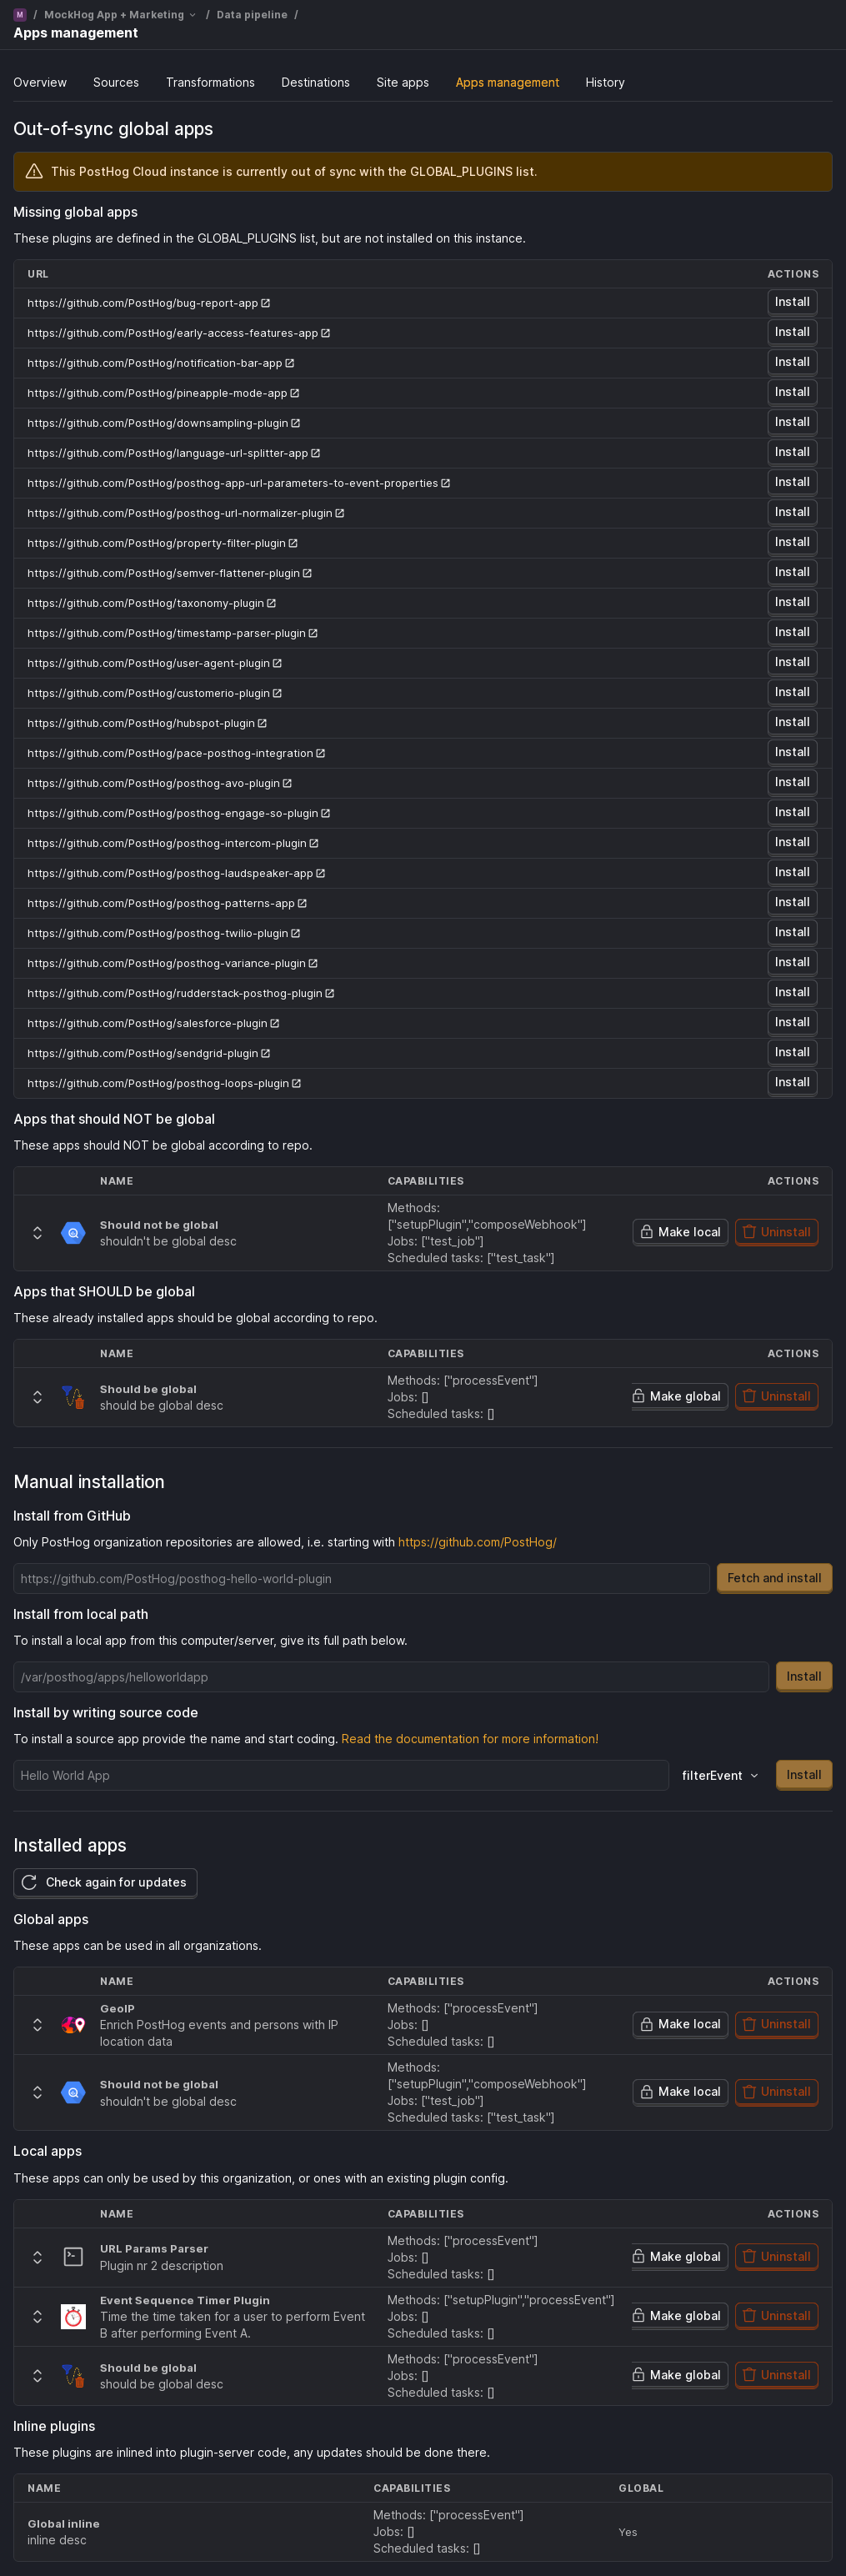 M / MockHog App + Marketing / Data pipeline /
Apps management
Overview Sources Transformations Destinations Site apps Apps management History
Out-of-sync global apps
This PostHog Cloud instance is currently out of sync with the GLOBAL_PLUGINS list.
Missing global apps
These plugins are defined in the GLOBAL_PLUGINS list, but are not installed on this instance.
URL ACTIONS
https://github.com/PostHog/bug-report-app Install
https://github.com/PostHog/early-access-features-app Install
https://github.com/PostHog/notification-bar-app Install
https://github.com/PostHog/pineapple-mode-app Install
https://github.com/PostHog/downsampling-plugin Install
https://github.com/PostHog/language-url-splitter-app Install
https://github.com/PostHog/posthog-app-url-parameters-to-event-properties Install
https://github.com/PostHog/posthog-url-normalizer-plugin Install
https://github.com/PostHog/property-filter-plugin Install
https://github.com/PostHog/semver-flattener-plugin Install
https://github.com/PostHog/taxonomy-plugin Install
https://github.com/PostHog/timestamp-parser-plugin Install
https://github.com/PostHog/user-agent-plugin Install
https://github.com/PostHog/customerio-plugin Install
https://github.com/PostHog/hubspot-plugin Install
https://github.com/PostHog/pace-posthog-integration Install
https://github.com/PostHog/posthog-avo-plugin Install
https://github.com/PostHog/posthog-engage-so-plugin Install
https://github.com/PostHog/posthog-intercom-plugin Install
https://github.com/PostHog/posthog-laudspeaker-app Install
https://github.com/PostHog/posthog-patterns-app Install
https://github.com/PostHog/posthog-twilio-plugin Install
https://github.com/PostHog/posthog-variance-plugin Install
https://github.com/PostHog/rudderstack-posthog-plugin Install
https://github.com/PostHog/salesforce-plugin Install
https://github.com/PostHog/sendgrid-plugin Install
https://github.com/PostHog/posthog-loops-plugin Install
Apps that should NOT be global
These apps should NOT be global according to repo.
NAME CAPABILITIES ACTIONS
Should not be global
shouldn't be global desc
Methods:
["setupPlugin","composeWebhook"]
Jobs: ["test_job"]
Scheduled tasks: ["test_task"]
Make local Uninstall
Apps that SHOULD be global
These already installed apps should be global according to repo.
NAME CAPABILITIES ACTIONS
Should be global
should be global desc
Methods: ["processEvent"]
Jobs: []
Scheduled tasks: []
Make global Uninstall
Manual installation
Install from GitHub
Only PostHog organization repositories are allowed, i.e. starting with https://github.com/PostHog/
https://github.com/PostHog/posthog-hello-world-plugin Fetch and install
Install from local path
To install a local app from this computer/server, give its full path below.
/var/posthog/apps/helloworldapp Install
Install by writing source code
To install a source app provide the name and start coding. Read the documentation for more information!
Hello World App filterEvent Install
Installed apps
Check again for updates
Global apps
These apps can be used in all organizations.
NAME CAPABILITIES ACTIONS
GeoIP
Enrich PostHog events and persons with IP
location data
Methods: ["processEvent"]
Jobs: []
Scheduled tasks: []
Make local Uninstall
Should not be global
shouldn't be global desc
Methods:
["setupPlugin","composeWebhook"]
Jobs: ["test_job"]
Scheduled tasks: ["test_task"]
Make local Uninstall
Local apps
These apps can only be used by this organization, or ones with an existing plugin config.
NAME CAPABILITIES ACTIONS
URL Params Parser
Plugin nr 2 description
Methods: ["processEvent"]
Jobs: []
Scheduled tasks: []
Make global Uninstall
Event Sequence Timer Plugin
Time the time taken for a user to perform Event
B after performing Event A.
Methods: ["setupPlugin","processEvent"]
Jobs: []
Scheduled tasks: []
Make global Uninstall
Should be global
should be global desc
Methods: ["processEvent"]
Jobs: []
Scheduled tasks: []
Make global Uninstall
Inline plugins
These plugins are inlined into plugin-server code, any updates should be done there.
NAME CAPABILITIES GLOBAL
Global inline
inline desc
Methods: ["processEvent"]
Jobs: []
Scheduled tasks: []
Yes